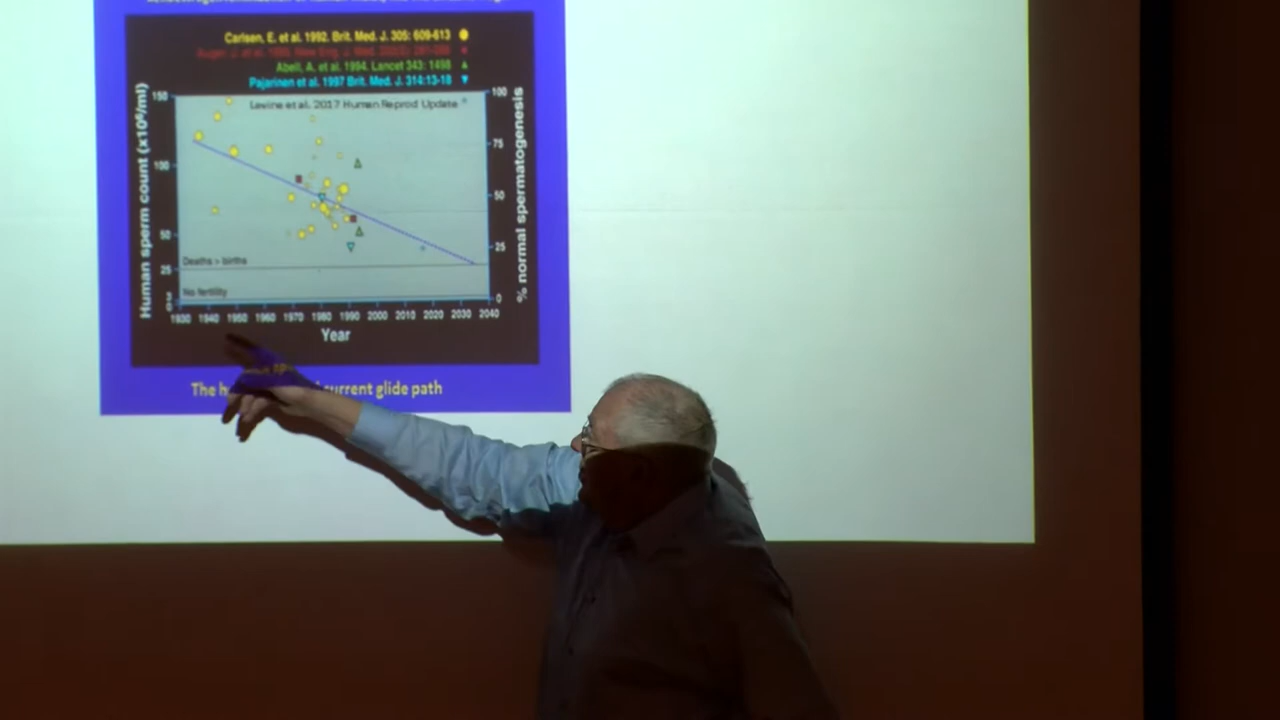 Carlsen, E. et al. 1992. Brit. Med. J. 305: 609-613
Abell, A. et al. 1994. Lancet 343: 1498
Pajarinen et al. 1997 Brit. Med. J. 314:13-18
Levine et al. 2017 Human Reprod Update
Human sperm count (x10⁶/ml)
150
100
50
25
0
% normal spermatogenesis
100
75
50
25
0
Deaths > births
No fertility
1930 1940 1950 1960 1970 1980 1990 2000 2010 2020 2030 2040
Year
The current glide path